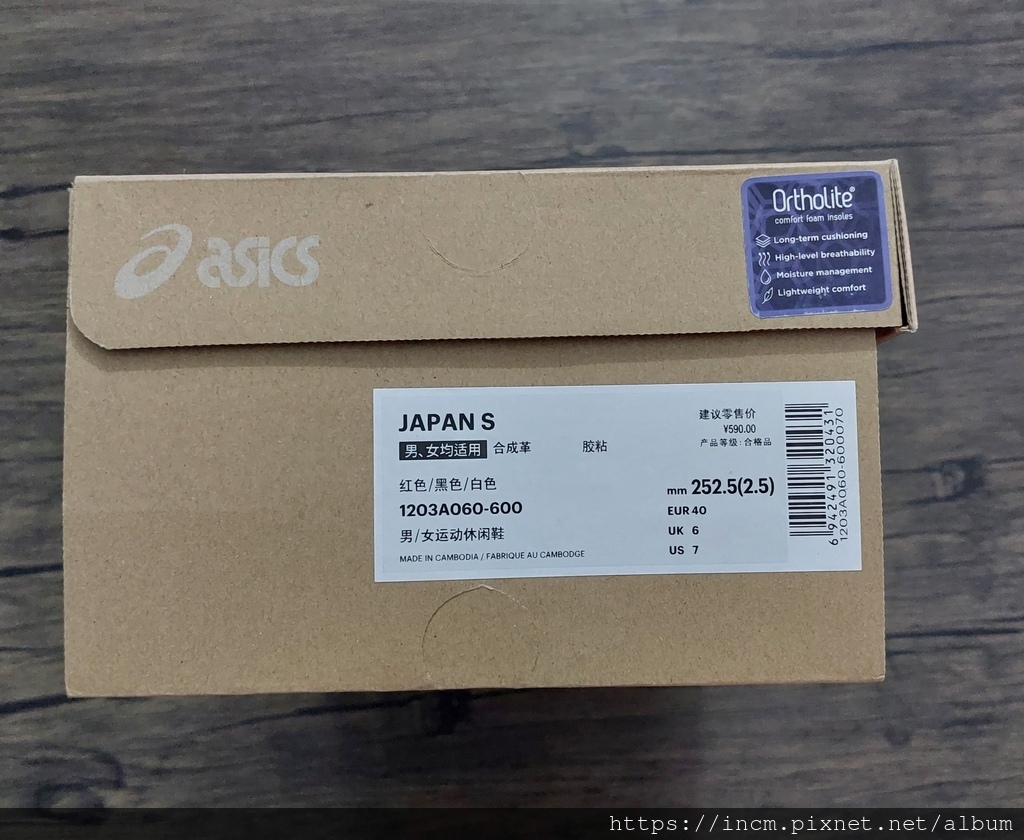 asics
Ortholite®
comfort foam insoles
Long-term cushioning
High-level breathability
Moisture management
Lightweight comfort
JAPAN S
男、女均适用 合成革 胶粘
红色/黑色/白色
1203A060-600
男/女运动休闲鞋
MADE IN CAMBODIA / FABRIQUE AU CAMBODGE
建议零售价
¥590.00
产品等级:合格品
mm 252.5(2.5)
EUR 40
UK 6
US 7
6 942491 320431
1203A060-600070
https://incm.pixnet.net/album